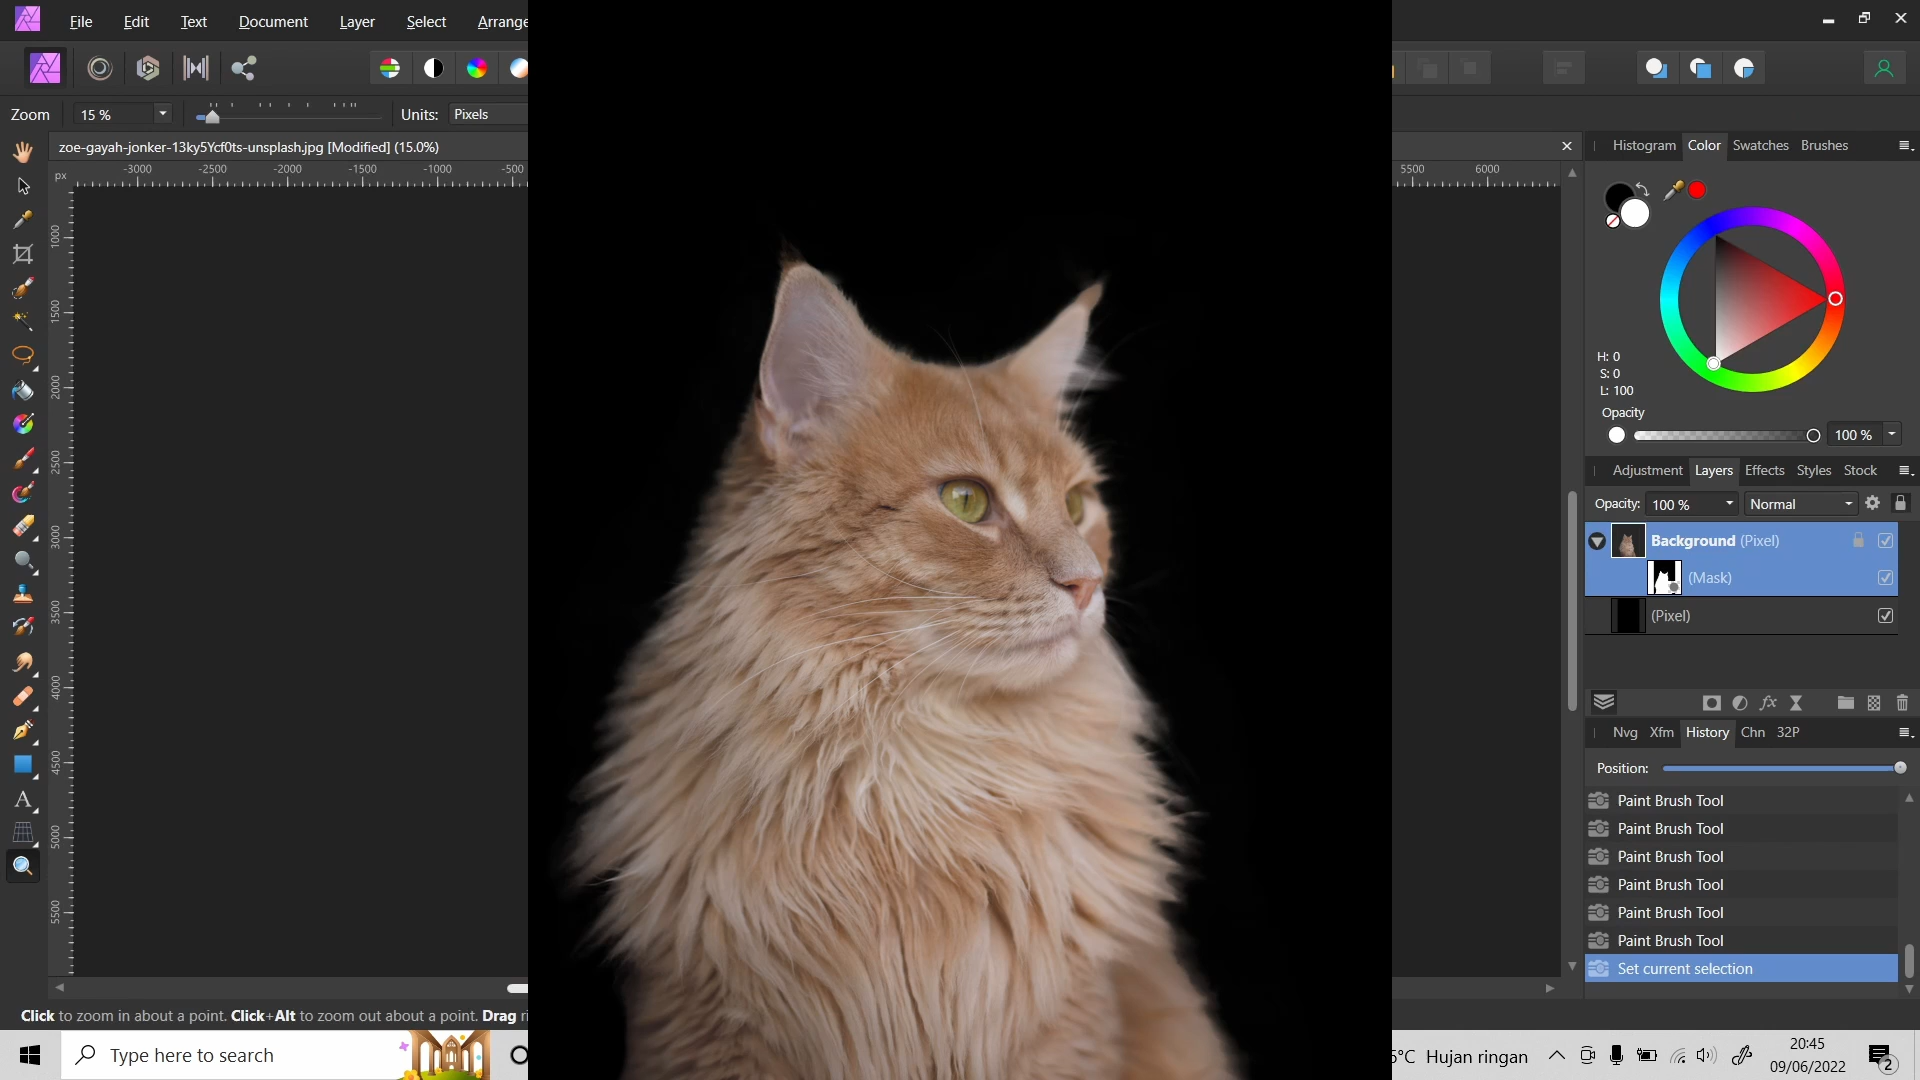 File Edit Text Document Layer Select Arrange
Zoom 15 % Units: Pixels
zoe-gayah-jonker-13ky5Ycf0ts-unsplash.jpg [Modified] (15.0%)
Histogram Color Swatches Brushes
px -3000 -2500 -2000 -1500 -1000 -500 5500 6000
1000
1500
2000
2500
3000
3500
4000
4500
5000
5500
H: 0
S: 0
L: 100
Opacity
100 %
Adjustment Layers Effects Styles Stock
Opacity: 100 % Normal
Background (Pixel)
(Mask)
(Pixel)
Nvg Xfm History Chn 32P
Position:
Paint Brush Tool
Paint Brush Tool
Paint Brush Tool
Paint Brush Tool
Paint Brush Tool
Paint Brush Tool
Set current selection
Click to zoom in about a point. Click+Alt to zoom out about a point. Drag
Type here to search
°C Hujan ringan
20:45
09/06/2022
2